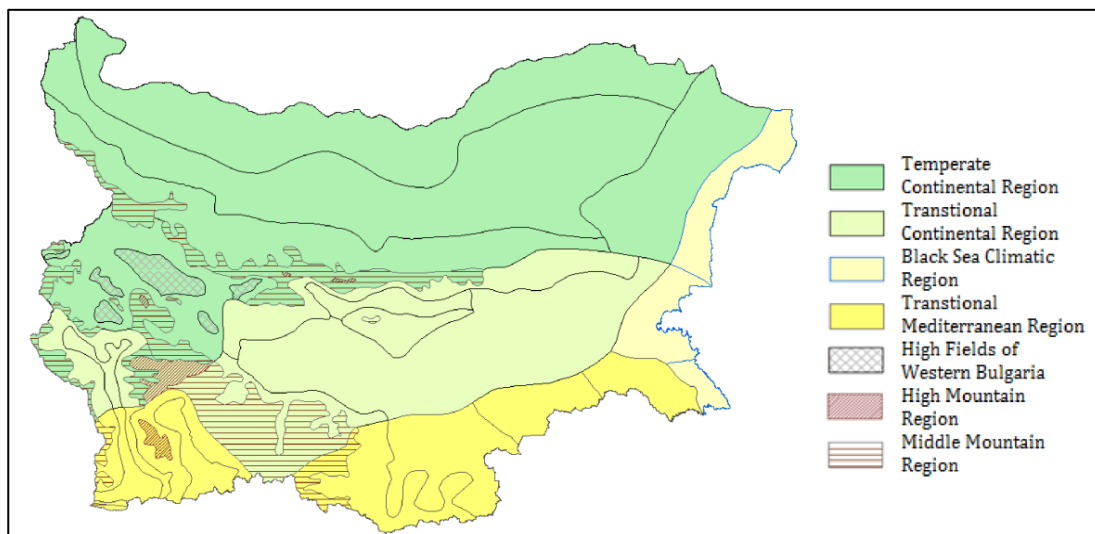 Temperate
Continental Region
Transtional
Continental Region
Black Sea Climatic
Region
Transtional
Mediterranean Region
High Fields of
Western Bulgaria
High Mountain
Region
Middle Mountain
Region